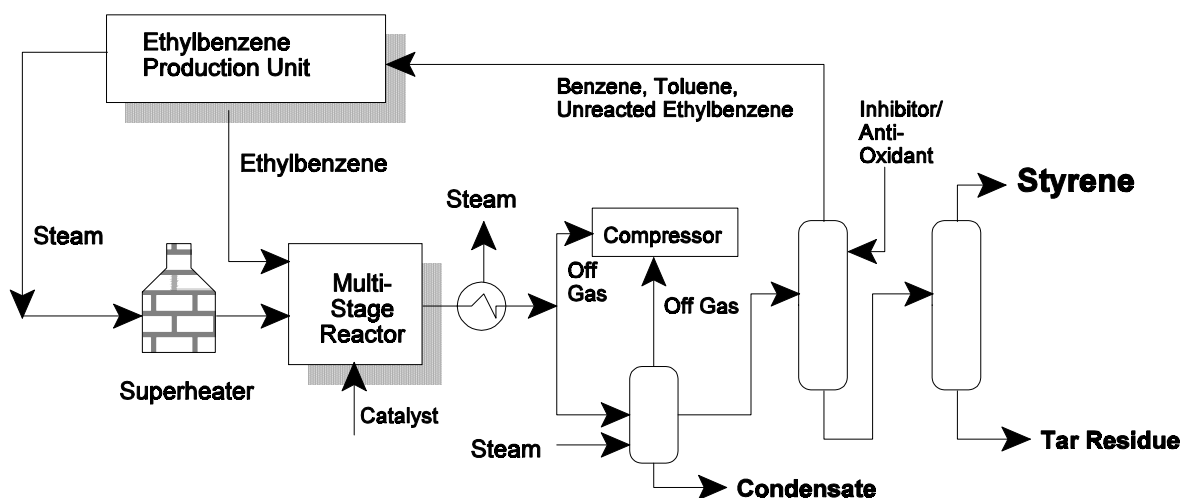 Ethylbenzene
Production Unit
Benzene, Toluene,
Unreacted Ethylbenzene
Inhibitor/
Anti-
Oxidant
Ethylbenzene
Styrene
Steam
Steam
Compressor
Off
Gas
Multi-
Stage
Reactor
Off Gas
Superheater
Catalyst
Steam
Tar Residue
Condensate